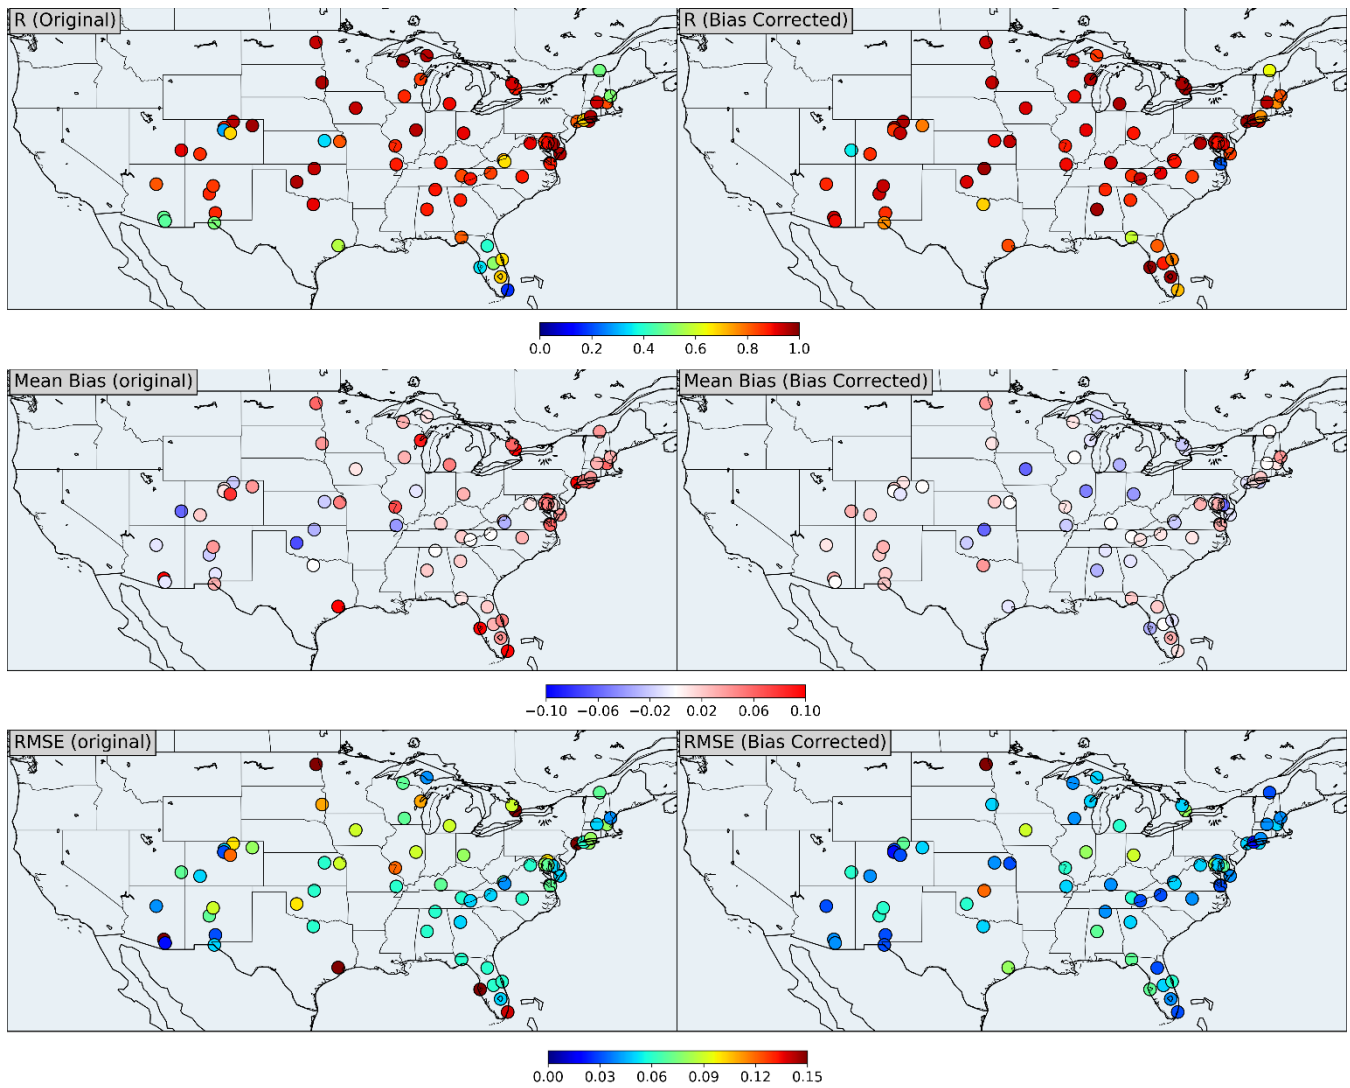 R (Original)
R (Bias Corrected)
0.0 0.2 0.4 0.6 0.8 1.0
Mean Bias (original)
Mean Bias (Bias Corrected)
−0.10 −0.06 −0.02 0.02 0.06 0.10
RMSE (original)
RMSE (Bias Corrected)
0.00 0.03 0.06 0.09 0.12 0.15